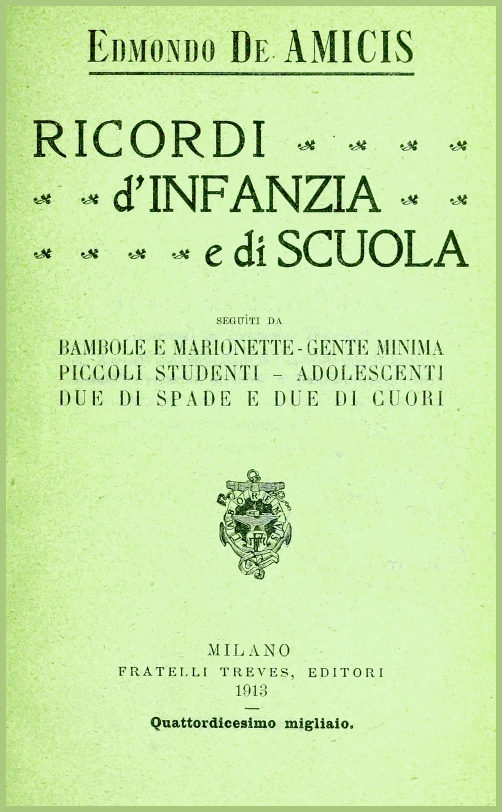 EDMONDO DE AMICIS
RICORDI
d'INFANZIA
e di SCUOLA
SEGUÌTI DA
BAMBOLE E MARIONETTE - GENTE MINIMA
PICCOLI STUDENTI - ADOLESCENTI
DUE DI SPADE E DUE DI CUORI
MILANO
FRATELLI TREVES, EDITORI
1913
Quattordicesimo migliaio.